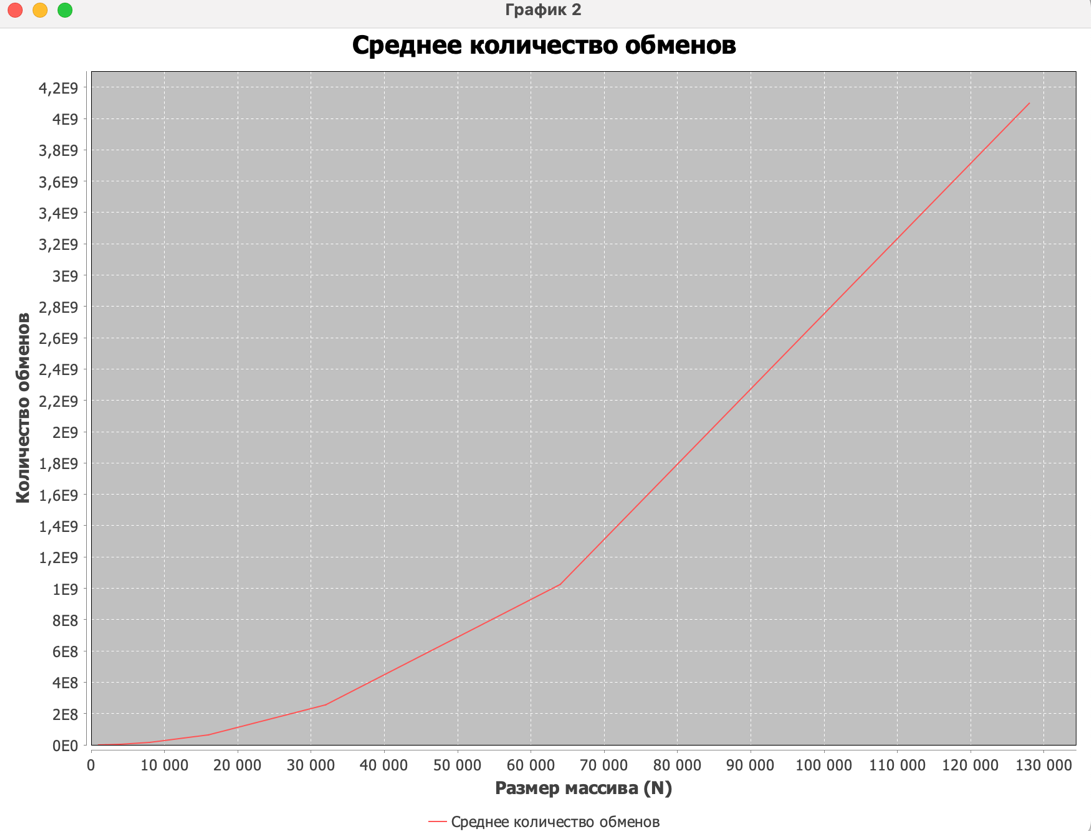 График 2
Среднее количество обменов
Количество обменов
4,2E9
4E9
3,8E9
3,6E9
3,4E9
3,2E9
3E9
2,8E9
2,6E9
2,4E9
2,2E9
2E9
1,8E9
1,6E9
1,4E9
1,2E9
1E9
8E8
6E8
4E8
2E8
0E0
0 10 000 20 000 30 000 40 000 50 000 60 000 70 000 80 000 90 000 100 000 110 000 120 000 130 000
Размер массива (N)
Среднее количество обменов